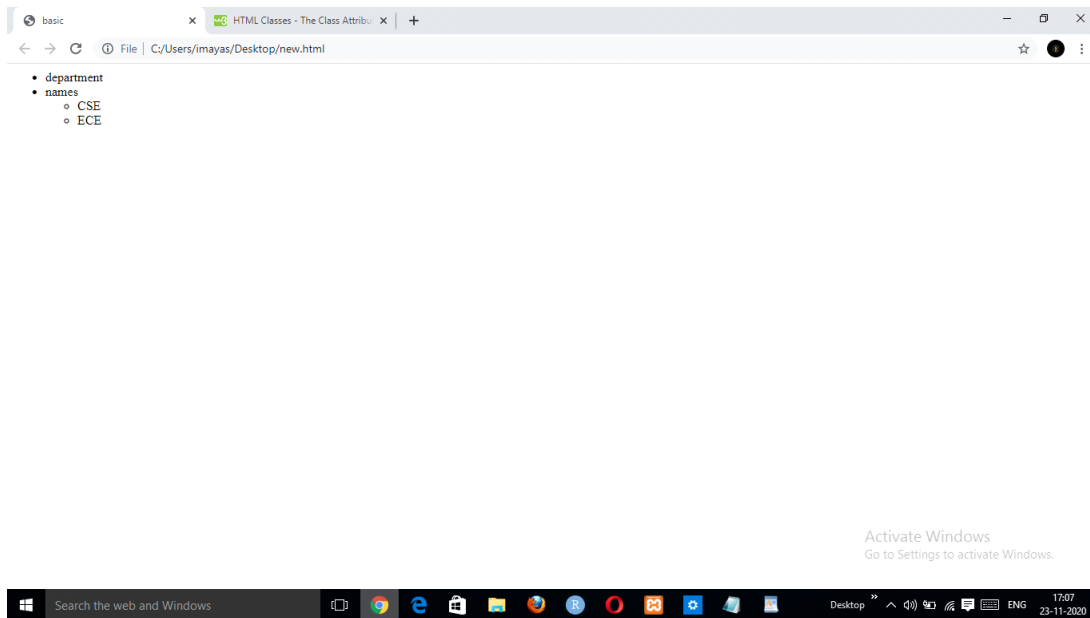 basic
HTML Classes - The Class Attribu
File C:/Users/imayas/Desktop/new.html
department
names
CSE
ECE
Activate Windows
Go to Settings to activate Windows.
Search the web and Windows
R
Desktop
ENG
17:07
23-11-2020